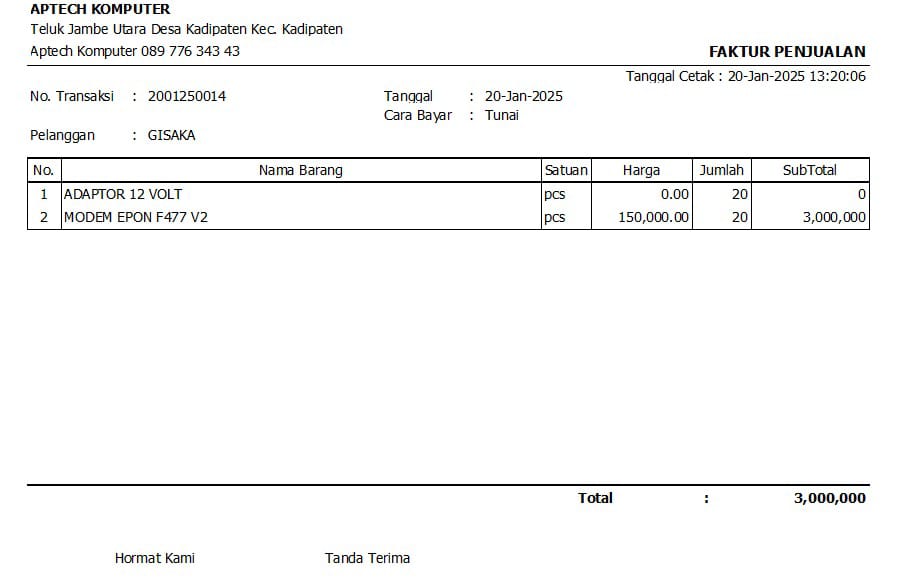 APTECH KOMPUTER
Teluk Jambe Utara Desa Kadipaten Kec. Kadipaten
Aptech Komputer 089 776 343 43
FAKTUR PENJUALAN
Tanggal Cetak : 20-Jan-2025 13:20:06
No. Transaksi : 2001250014 Tanggal : 20-Jan-2025
Cara Bayar : Tunai
Pelanggan : GISAKA
No. Nama Barang Satuan Harga Jumlah SubTotal
1 ADAPTOR 12 VOLT pcs 0.00 20 0
2 MODEM EPON F477 V2 pcs 150,000.00 20 3,000,000
Total : 3,000,000
Hormat Kami Tanda Terima